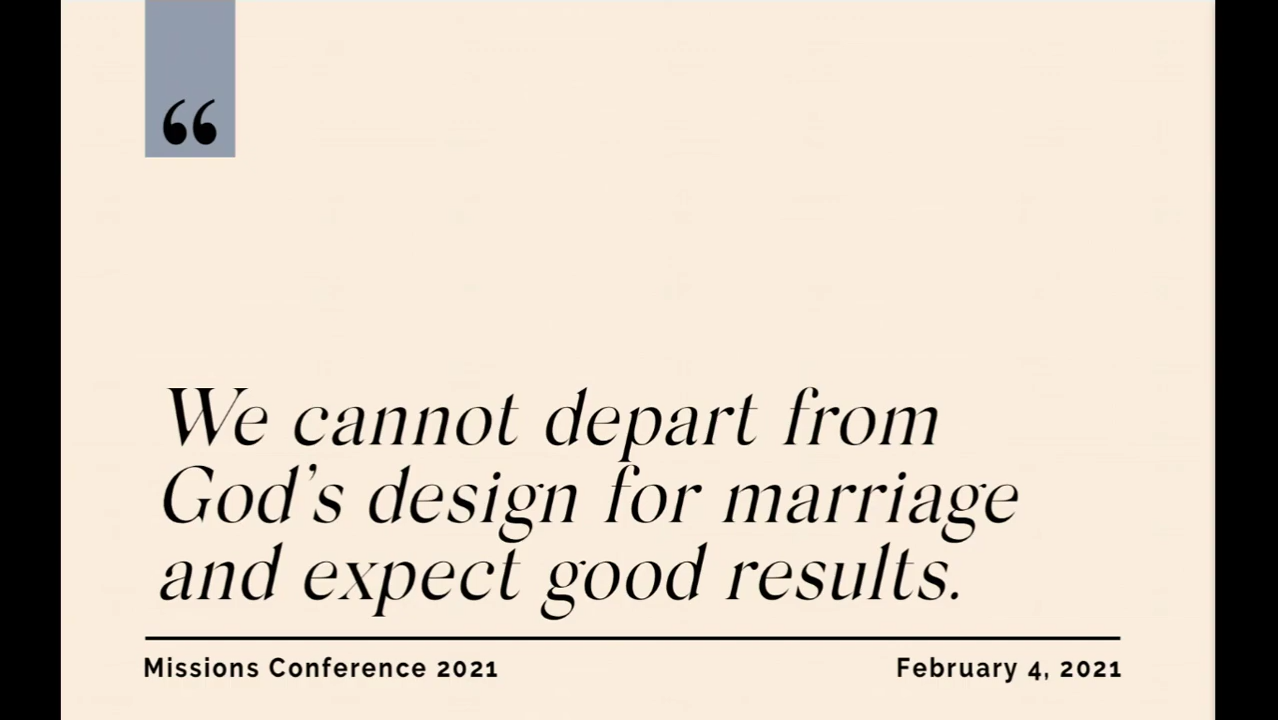 “
We cannot depart from
God’s design for marriage
and expect good results.
Missions Conference 2021
February 4, 2021